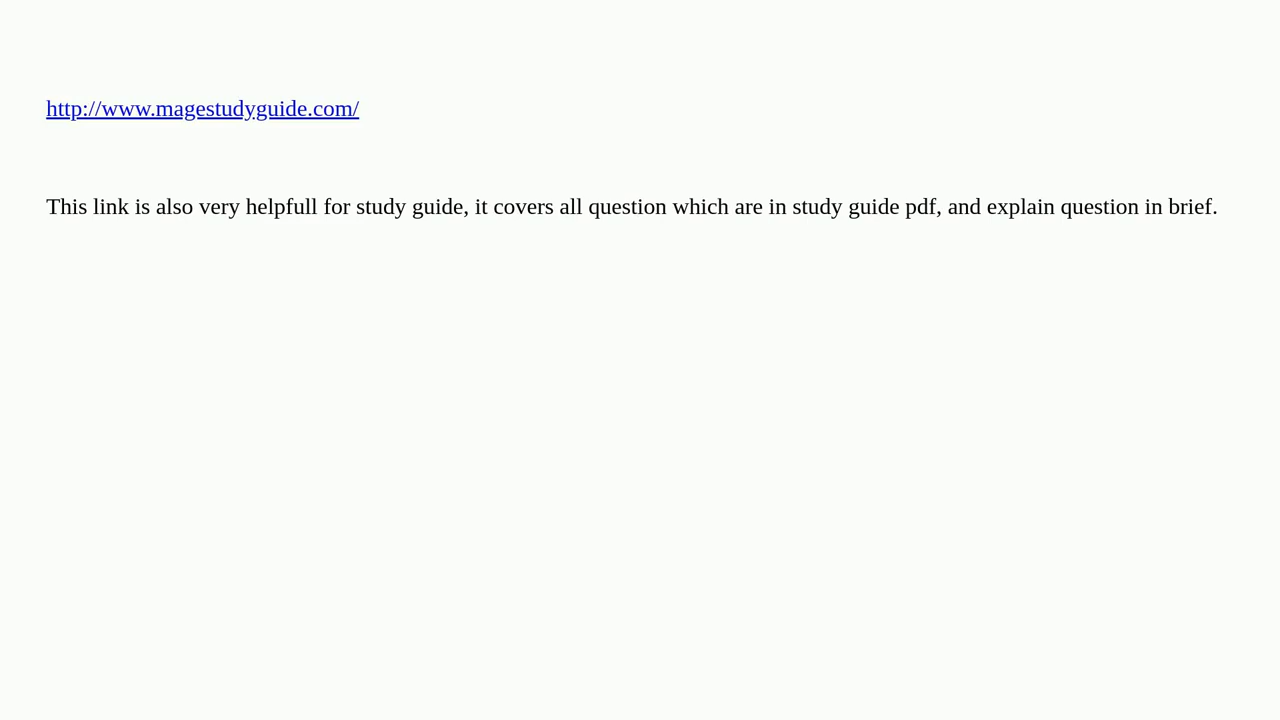 http://www.magestudyguide.com/
This link is also very helpfull for study guide, it covers all question which are in study guide pdf, and explain question in brief.